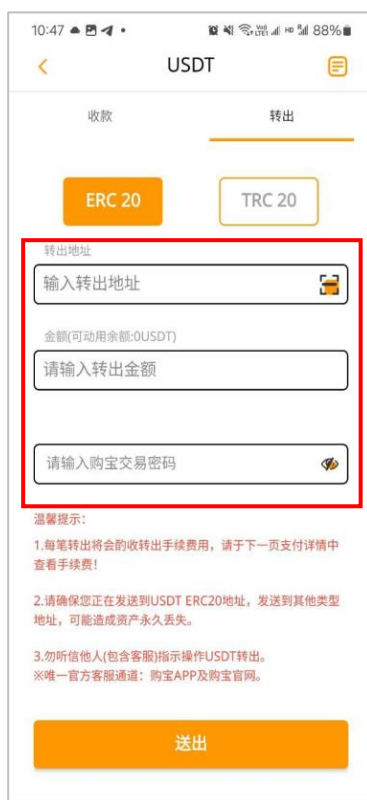 10:47
88%
USDT
收款 转出
ERC 20 TRC 20
转出地址
输入转出地址
金额(可动用余额:0USDT)
请输入转出金额
请输入购宝交易密码
温馨提示：
1.每笔转出将会酌收转出手续费用，请于下一页支付详情中
查看手续费！
2.请确保您正在发送到USDT ERC20地址，发送到其他类型
地址，可能造成资产永久丢失。
3.勿听信他人(包含客服)指示操作USDT转出。
※唯一官方客服通道：购宝APP及购宝官网。
送出